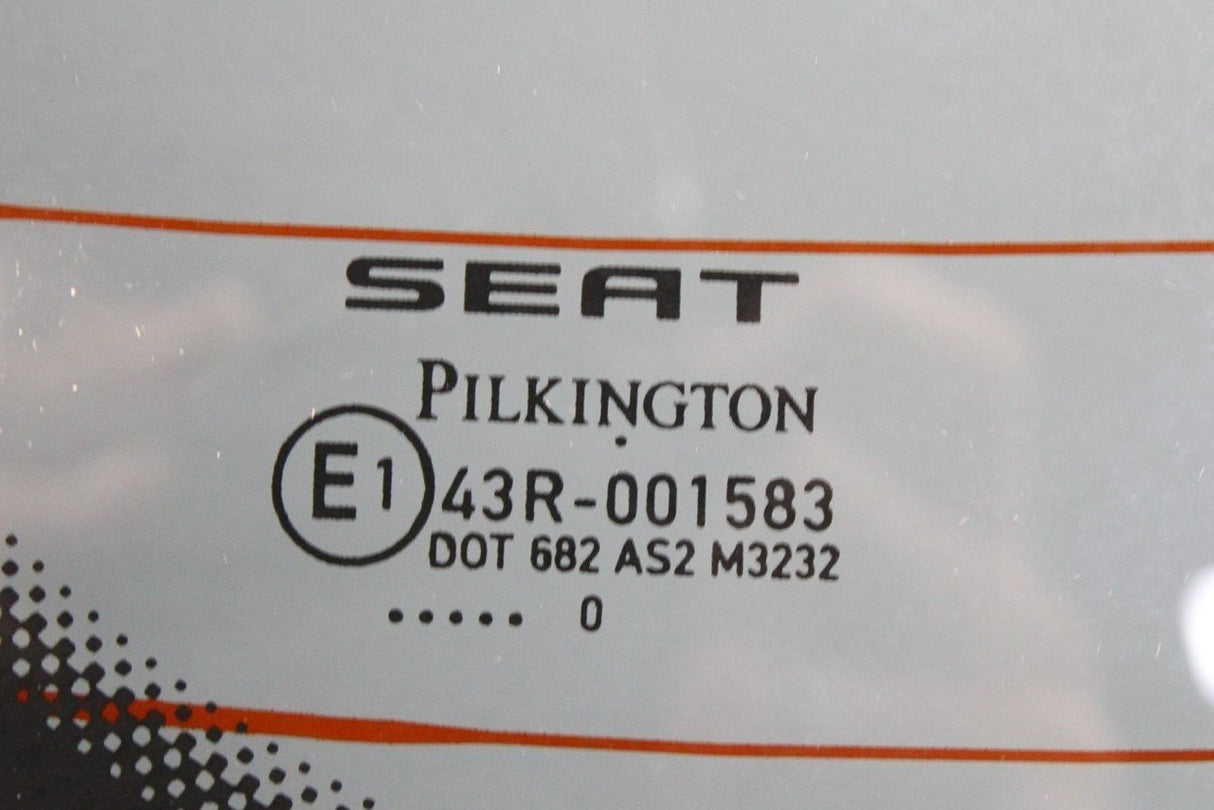 SEAT
PILKINGTON
E1 43R-001583
DOT 682 AS2 M3232
..... 0